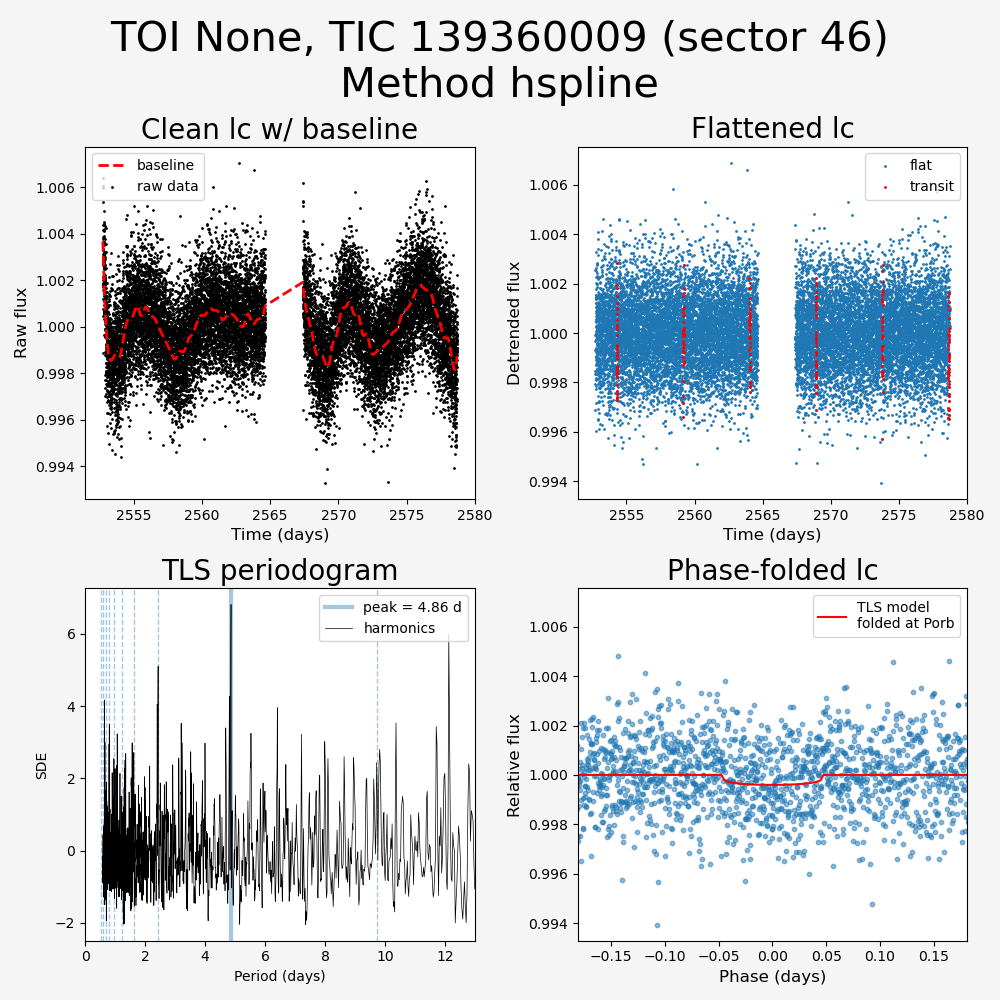 TOI None, TIC 139360009 (sector 46)
Method hspline
Clean lc w/ baseline
baseline
raw data
1.006
1.004
1.002
1.000
0.998
0.996
0.994
Raw flux
2555
2560
2565
2570
2575
2580
Time (days)
Flattened lc
flat
transit
1.006
1.004
1.002
1.000
0.998
0.996
0.994
Detrended flux
2555
2560
2565
2570
2575
2580
Time (days)
TLS periodogram
peak = 4.86 d
harmonics
6
4
2
0
−2
SDE
0
2
4
6
8
10
12
Period (days)
Phase-folded lc
TLS model
folded at Porb
1.006
1.004
1.002
1.000
0.998
0.996
0.994
Relative flux
−0.15
−0.10
−0.05
0.00
0.05
0.10
0.15
Phase (days)